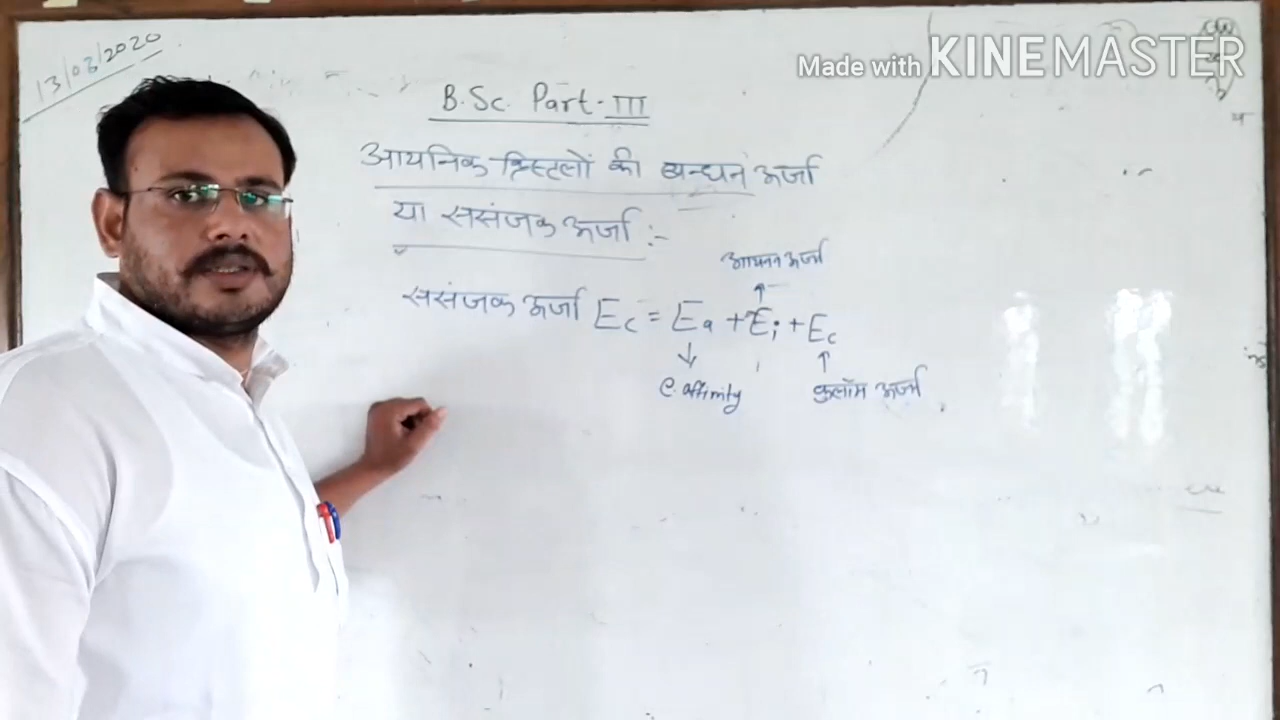 Made with KINEMASTER
13/03/2020
B.Sc. Part-III
आयनिक क्रिस्टलों की बन्धन ऊर्जा
या ससंजक ऊर्जा :-
आयनन ऊर्जा
ससंजक ऊर्जा Ec = Ea + Ei + Ec
e. affinity
कुलॉम ऊर्जा